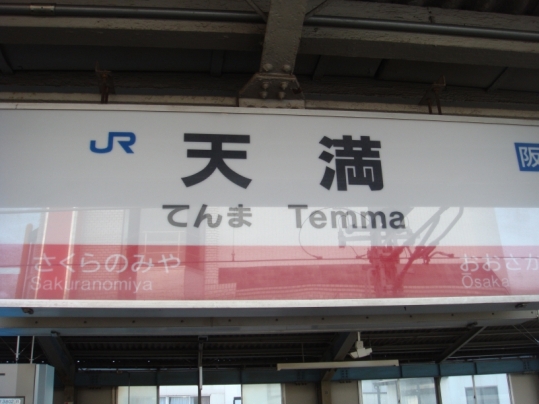 JR 天満 阪
てんま Temma
さくらのみや おおさか
Sakuranomiya Osaka